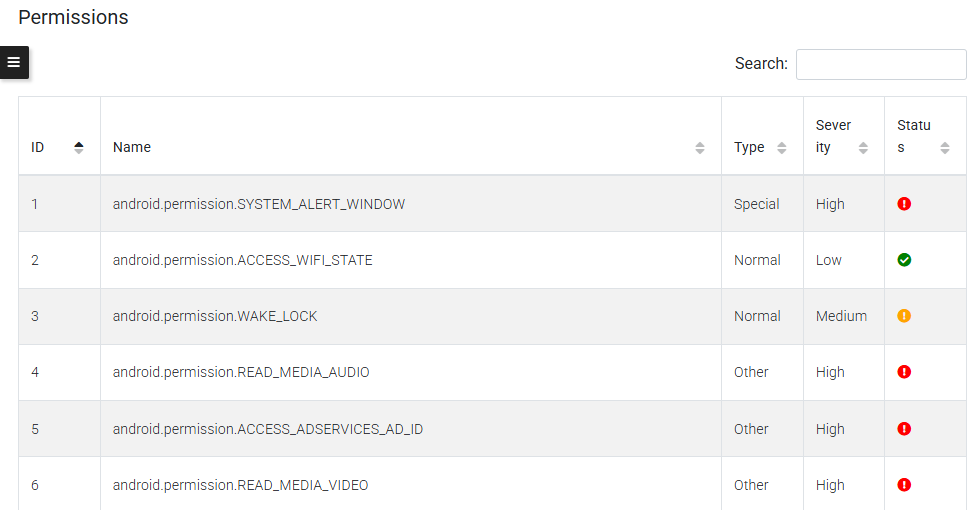 Permissions
Search:
ID Name Type Severity Status
1 android.permission.SYSTEM_ALERT_WINDOW Special High
2 android.permission.ACCESS_WIFI_STATE Normal Low
3 android.permission.WAKE_LOCK Normal Medium
4 android.permission.READ_MEDIA_AUDIO Other High
5 android.permission.ACCESS_ADSERVICES_AD_ID Other High
6 android.permission.READ_MEDIA_VIDEO Other High